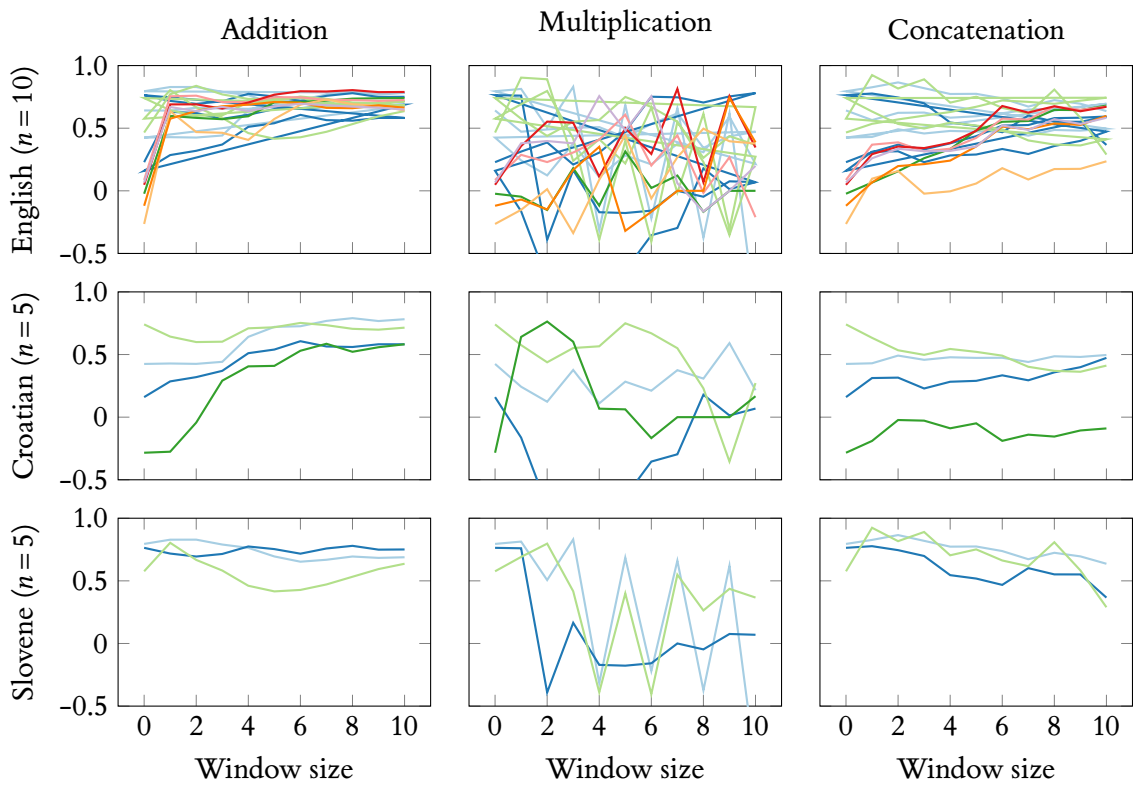 Addition
Multiplication
Concatenation
English (n = 10)
1.0
0.5
0
−0.5
Croatian (n = 5)
1.0
0.5
0
−0.5
Slovene (n = 5)
1.0
0.5
0
−0.5
0 2 4 6 8 10
0 2 4 6 8 10
0 2 4 6 8 10
Window size
Window size
Window size